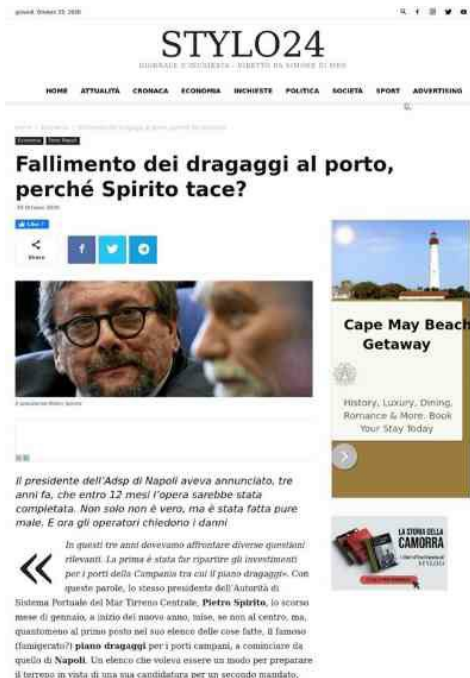 STYLO24
GIORNALE D'INCHIESTA - DIRETTO DA SIMONE DI MEO
HOME ATTUALITÀ CRONACA ECONOMIA INCHIESTE POLITICA SOCIETÀ SPORT ADVERTISING
Fallimento dei dragaggi al porto,
perché Spirito tace?
Share
Cape May Beach
Getaway
History, Luxury, Dining,
Romance & More. Book
Your Stay Today
Il presidente dell'Adsp di Napoli aveva annunciato, tre
anni fa, che entro 12 mesi l'opera sarebbe stata
completata. Non solo non è vero, ma è stata fatta pure
male. E ora gli operatori chiedono i danni
LA STORIA DELLA
CAMORRA
STYLO24
« In questi tre anni dovevamo affrontare diverse questioni
rilevanti. La prima è stata far ripartire gli investimenti
per i porti della Campania tra cui il piano dragaggi». Con
queste parole, lo stesso presidente dell'Autorità di
Sistema Portuale del Mar Tirreno Centrale, Pietro Spirito, lo scorso
mese di gennaio, a inizio del nuovo anno, mise, se non al centro, ma,
quantomeno al primo posto nel suo elenco delle cose fatte, il famoso
(famigerato?) piano dragaggi per i porti campani, a cominciare da
quello di Napoli. Un elenco che voleva essere un modo per preparare
il terreno in vista di una sua candidatura per un secondo mandato.